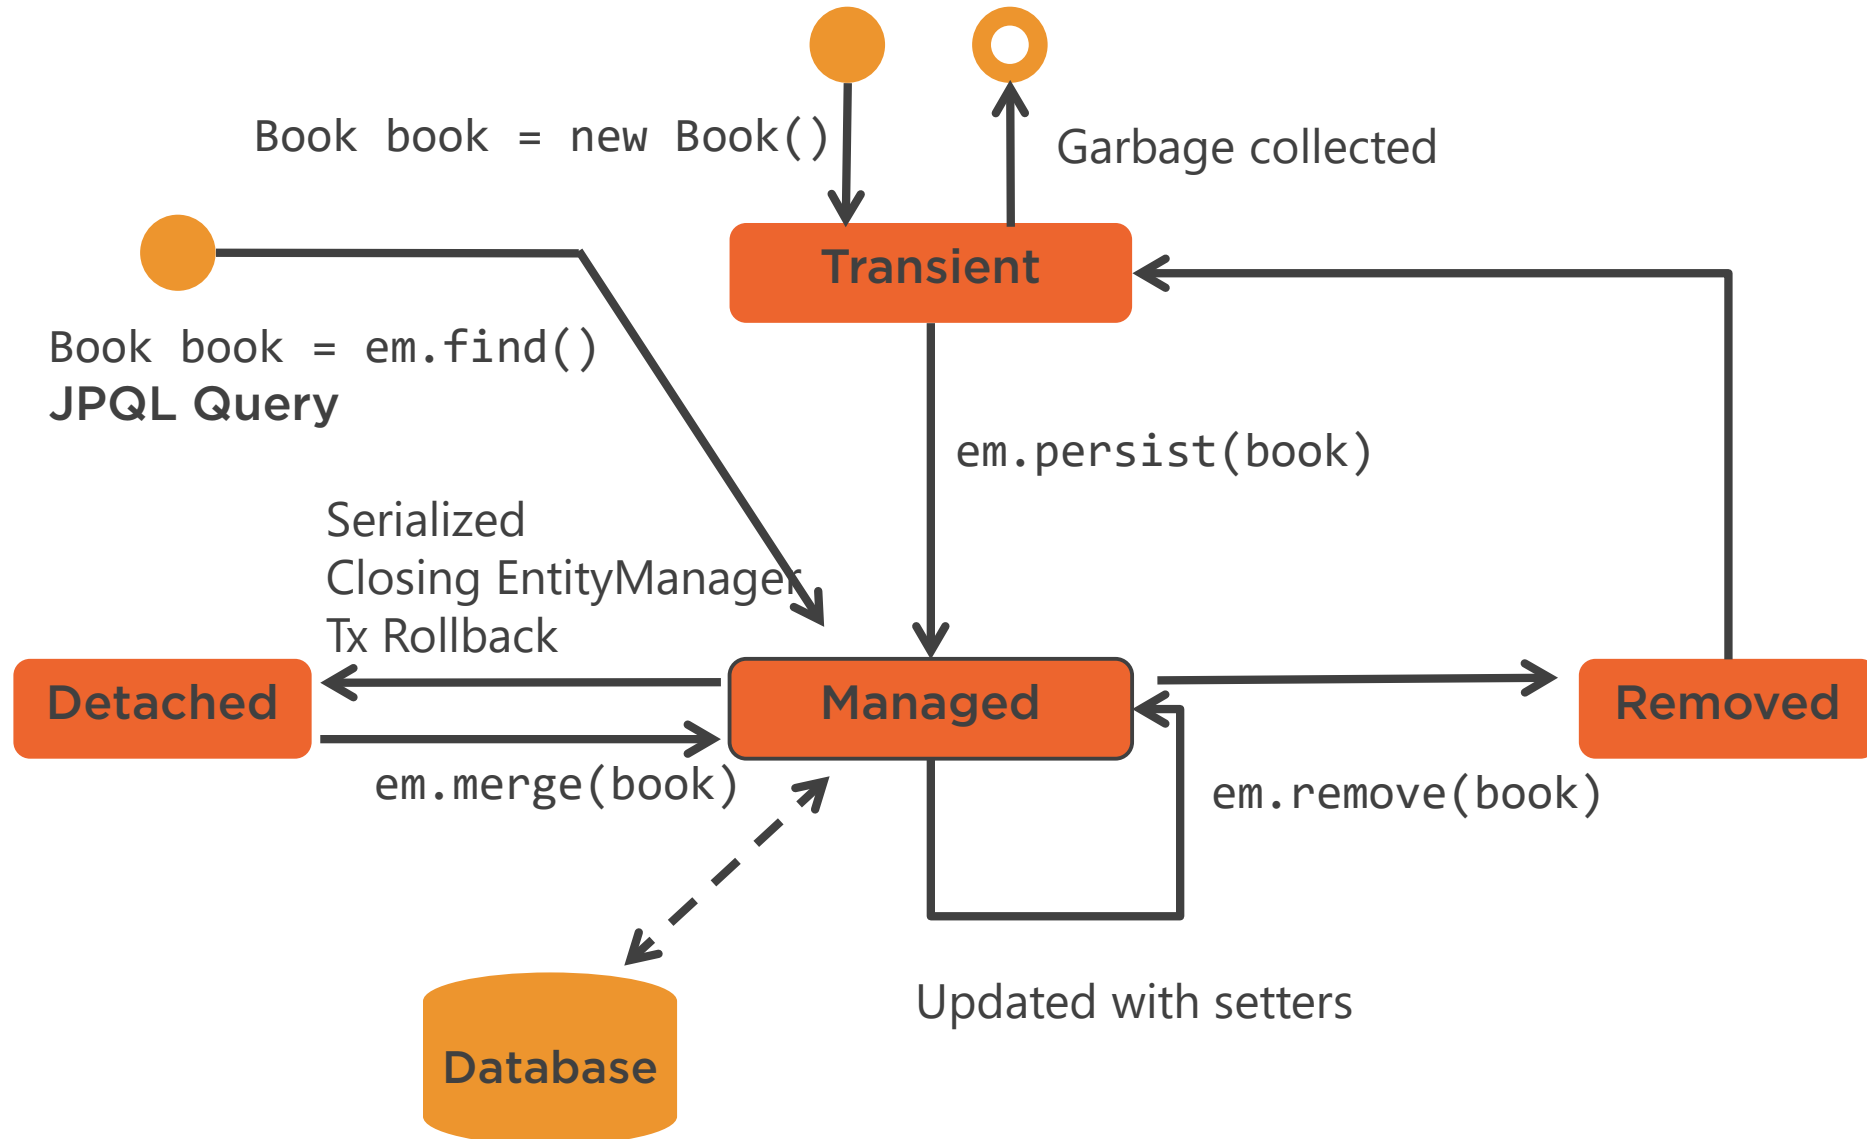 Book book = new Book()
Garbage collected
Transient
Book book = em.find()
JPQL Query
em.persist(book)
Serialized
Closing EntityManager
Tx Rollback
Detached
Managed
Removed
em.merge(book)
em.remove(book)
Updated with setters
Database